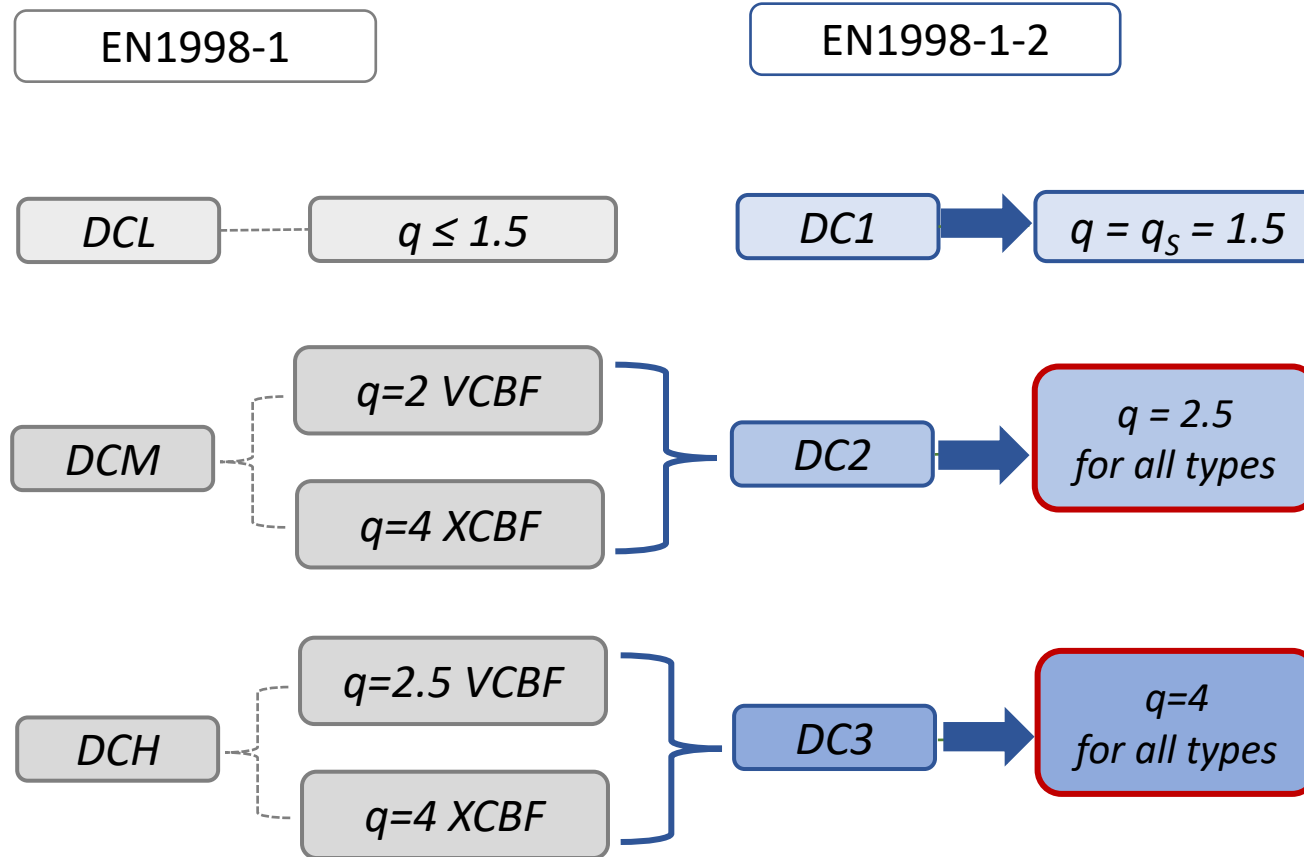 EN1998-1
EN1998-1-2
DCL
q ≤ 1.5
DC1
q = qS = 1.5
DCM
q=2 VCBF
q=4 XCBF
DC2
q = 2.5
for all types
DCH
q=2.5 VCBF
q=4 XCBF
DC3
q=4
for all types